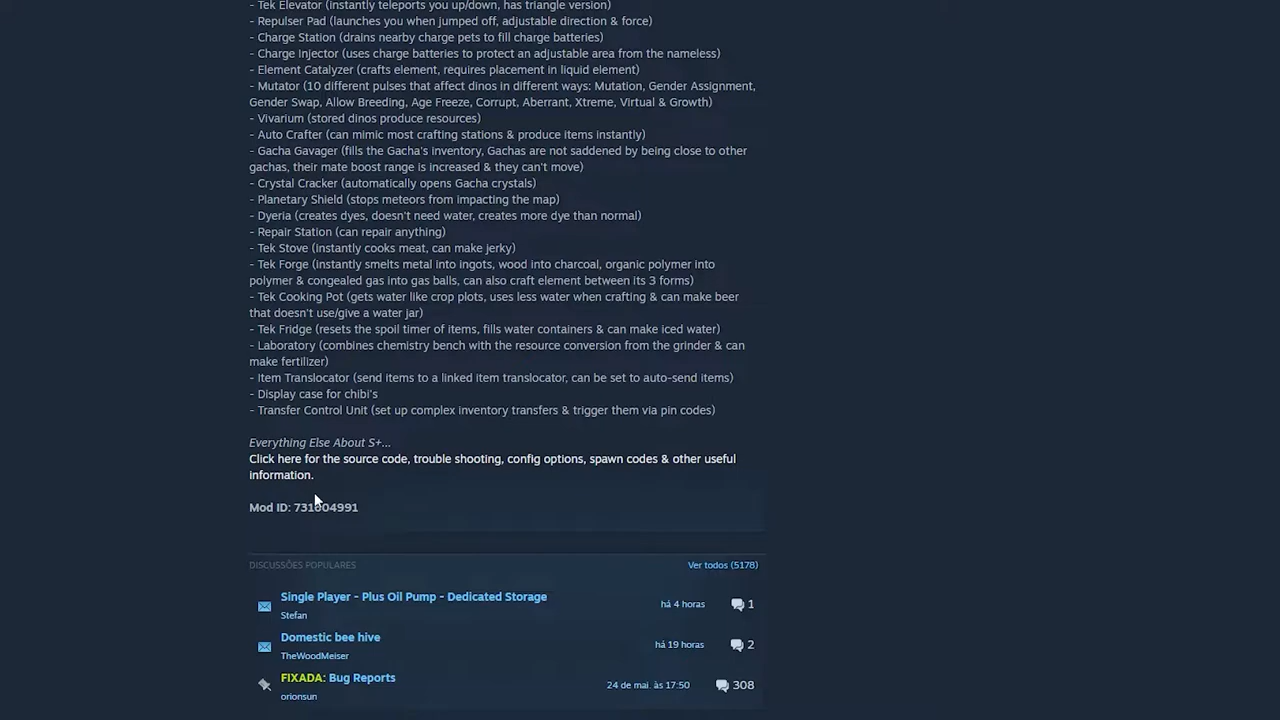 - Tek Elevator (instantly teleports you up/down, has triangle version)
- Repulser Pad (launches you when jumped off, adjustable direction & force)
- Charge Station (drains nearby charge pets to fill charge batteries)
- Charge Injector (uses charge batteries to protect an adjustable area from the nameless)
- Element Catalyzer (crafts element, requires placement in liquid element)
- Mutator (10 different pulses that affect dinos in different ways: Mutation, Gender Assignment,
Gender Swap, Allow Breeding, Age Freeze, Corrupt, Aberrant, Xtreme, Virtual & Growth)
- Vivarium (stored dinos produce resources)
- Auto Crafter (can mimic most crafting stations & produce items instantly)
- Gacha Gavager (fills the Gacha's inventory, Gachas are not saddened by being close to other
gachas, their mate boost range is increased & they can't move)
- Crystal Cracker (automatically opens Gacha crystals)
- Planetary Shield (stops meteors from impacting the map)
- Dyeria (creates dyes, doesn't need water, creates more dye than normal)
- Repair Station (can repair anything)
- Tek Stove (instantly cooks meat, can make jerky)
- Tek Forge (instantly smelts metal into ingots, wood into charcoal, organic polymer into
polymer & congealed gas into gas balls, can also craft element between its 3 forms)
- Tek Cooking Pot (gets water like crop plots, uses less water when crafting & can make beer
that doesn't use/give a water jar)
- Tek Fridge (resets the spoil timer of items, fills water containers & can make iced water)
- Laboratory (combines chemistry bench with the resource conversion from the grinder & can
make fertilizer)
- Item Translocator (send items to a linked item translocator, can be set to auto-send items)
- Display case for chibi's
- Transfer Control Unit (set up complex inventory transfers & trigger them via pin codes)
Everything Else About S+...
Click here for the source code, trouble shooting, config options, spawn codes & other useful
information.
Mod ID: 731604991
DISCUSSÕES POPULARES
Ver todos (5178)
Single Player - Plus Oil Pump - Dedicated Storage
há 4 horas
1
Stefan
Domestic bee hive
há 19 horas
2
TheWoodMeiser
FIXADA: Bug Reports
24 de mai. às 17:50
308
orionsun